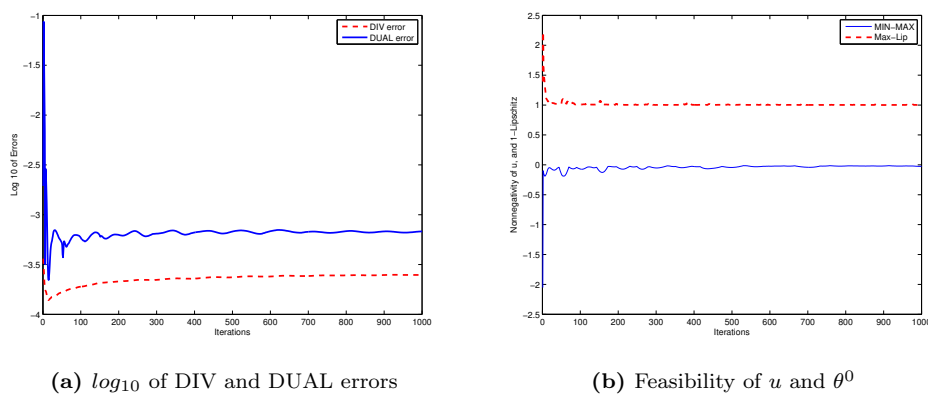 -1
-1.5
-2
-2.5
-3
-3.5
-4
0 100 200 300 400 500 600 700 800 900 1000
Iterations
Log 10 of Errors
DIV error
DUAL error
2.5
2
1.5
1
0.5
0
-0.5
-1
-1.5
-2
-2.5
0 100 200 300 400 500 600 700 800 900 1000
Iterations
Nonnegativity of u, and 1-Lipschitz
MIN-MAX
Max-Lip
(a) log10 of DIV and DUAL errors
(b) Feasibility of u and θ⁰